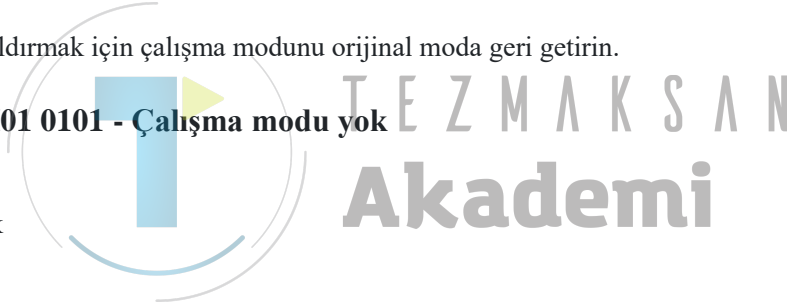 ldırmak için çalışma modunu orijinal moda geri getirin.
01 0101 - Çalışma modu yok
TEZMAKSAN
Akademi